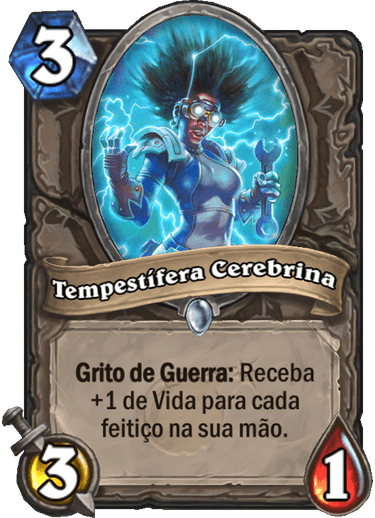 3
Tempestífera Cerebrina
Grito de Guerra: Receba
+1 de Vida para cada
feitiço na sua mão.
3
1